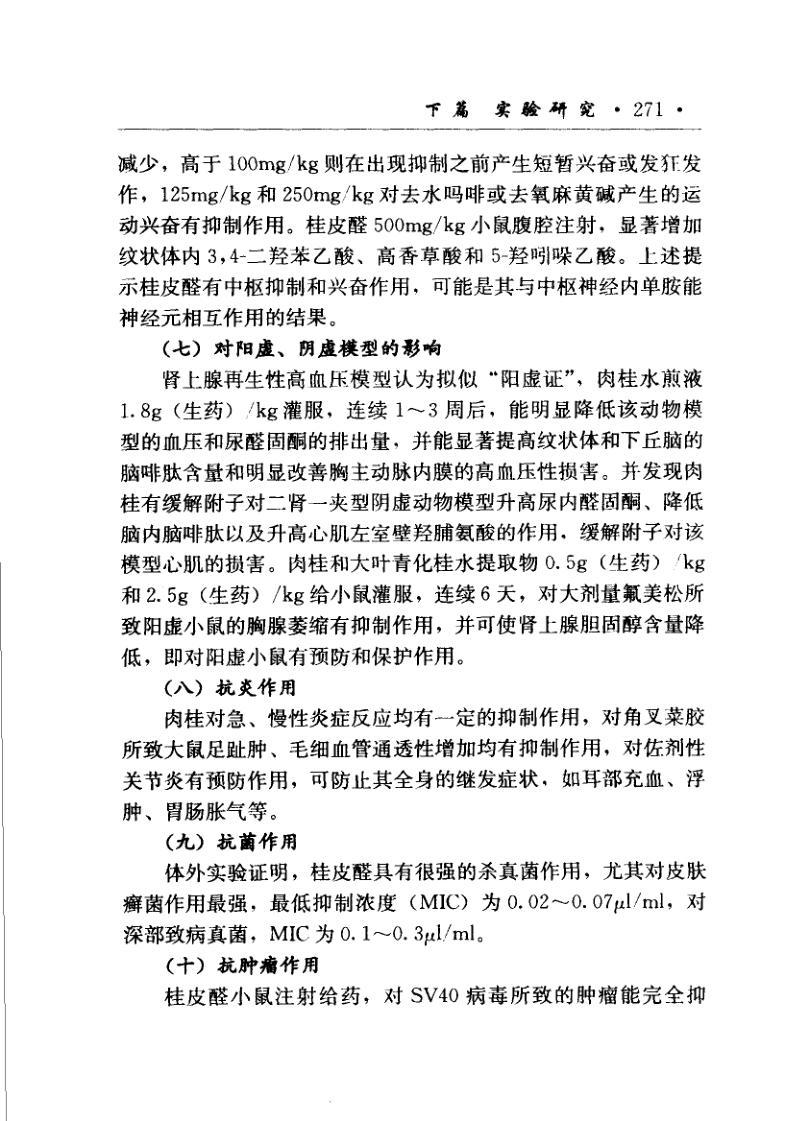 下篇 实验研究 · 271 ·
减少，高于 100mg/kg 则在出现抑制之前产生短暂兴奋或发狂发
作，125mg/kg 和 250mg/kg 对去水吗啡或去氧麻黄碱产生的运
动兴奋有抑制作用。桂皮醛 500mg/kg 小鼠腹腔注射，显著增加
纹状体内 3,4-二羟苯乙酸、高香草酸和 5-羟吲哚乙酸。上述提
示桂皮醛有中枢抑制和兴奋作用，可能是其与中枢神经内单胺能
神经元相互作用的结果。
（七）对阳虚、阴虚模型的影响
肾上腺再生性高血压模型认为拟似“阳虚证”，肉桂水煎液
1.8g（生药）/kg 灌服，连续 1～3 周后，能明显降低该动物模
型的血压和尿醛固酮的排出量，并能显著提高纹状体和下丘脑的
脑啡肽含量和明显改善胸主动脉内膜的高血压性损害。并发现肉
桂有缓解附子对二肾一夹型阴虚动物模型升高尿内醛固酮、降低
脑内脑啡肽以及升高心肌左室壁羟脯氨酸的作用，缓解附子对该
模型心肌的损害。肉桂和大叶青化桂水提取物 0.5g（生药）/kg
和 2.5g（生药）/kg 给小鼠灌服，连续 6 天，对大剂量氟美松所
致阳虚小鼠的胸腺萎缩有抑制作用，并可使肾上腺胆固醇含量降
低，即对阳虚小鼠有预防和保护作用。
（八）抗炎作用
肉桂对急、慢性炎症反应均有一定的抑制作用，对角叉菜胶
所致大鼠足趾肿、毛细血管通透性增加均有抑制作用，对佐剂性
关节炎有预防作用，可防止其全身的继发症状，如耳部充血、浮
肿、胃肠胀气等。
（九）抗菌作用
体外实验证明，桂皮醛具有很强的杀真菌作用，尤其对皮肤
癣菌作用最强，最低抑制浓度（MIC）为 0.02～0.07μl/ml，对
深部致病真菌，MIC 为 0.1～0.3μl/ml。
（十）抗肿瘤作用
桂皮醛小鼠注射给药，对 SV40 病毒所致的肿瘤能完全抑